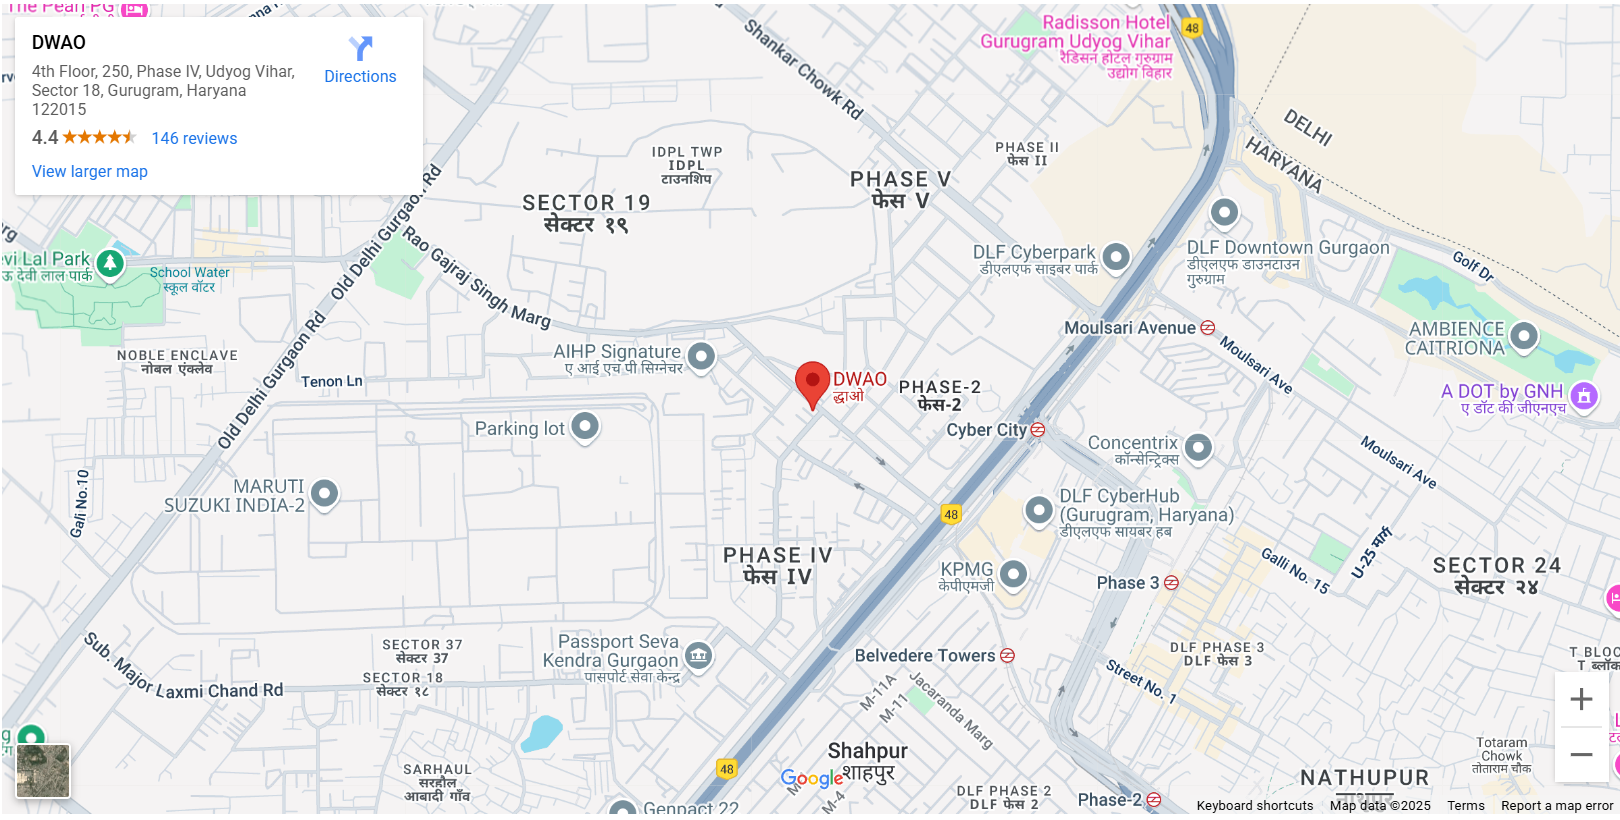 The Pearl PG
DWAO
4th Floor, 250, Phase IV, Udyog Vihar,
Sector 18, Gurugram, Haryana
122015
Directions
4.4
146 reviews
View larger map
Radisson Hotel
Gurugram Udyog Vihar
रेडिसन होटल गुरुग्राम
उद्योग विहार
48
Shankar Chowk Rd
DELHI
HARYANA
PHASE II
फेस II
IDPL TWP
IDPL
टाउनशिप
PHASE V
फेस V
SECTOR 19
सेक्टर १९
Old Delhi Gurgaon Rd
Rao Gajraj Singh Marg
evi Lal Park
ऊ देवी लाल पार्क
School Water
स्कूल वॉटर
DLF Cyberpark
डीएलएफ साइबर पार्क
DLF Downtown Gurgaon
डीएलएफ डाउनटाउन
गुरुग्राम
Golf Dr
Old Delhi Gurgaon Rd
Moulsari Avenue
AMBIENCE
CAITRIONA
NOBLE ENCLAVE
नोबल एंक्लेव
AIHP Signature
ए आई एच पी सिग्नेचर
Tenon Ln
DWAO
द्धाओ
PHASE-2
फेस-2
Moulsari Ave
A DOT by GNH
ए डॉट की जीएनएच
Parking lot
Cyber City
Concentrix
कॉन्सेन्ट्रिक्स
Moulsari Ave
Gali No.10
MARUTI
SUZUKI INDIA-2
48
DLF CyberHub
(Gurugram, Haryana)
डीएलएफ सायबर हब
PHASE IV
फेस IV
KPMG
केपीएमजी
Phase 3
Galli No. 15
U-25 मार्ग
SECTOR 24
सेक्टर २४
Sub. Major Laxmi Chand Rd
SECTOR 37
सेक्टर 37
SECTOR 18
सेक्टर १८
Passport Seva
Kendra Gurgaon
पासपोर्ट सेवा केन्द्र
Belvedere Towers
DLF PHASE 3
DLF फेस 3
Street No. 1
T BLOC
T ब्लॉक
M-11A
M-11
Jacaranda Marg
Shahpur
शाहपुर
Google
M-4
48
SARHAUL
सरहौल
आबादी गाँव
Genpact 22
DLF PHASE 2
DLF फेस 2
Phase-2
Totaram
Chowk
तोताराम चौक
NATHUPUR
Keyboard shortcuts
Map data ©2025
Terms
Report a map error